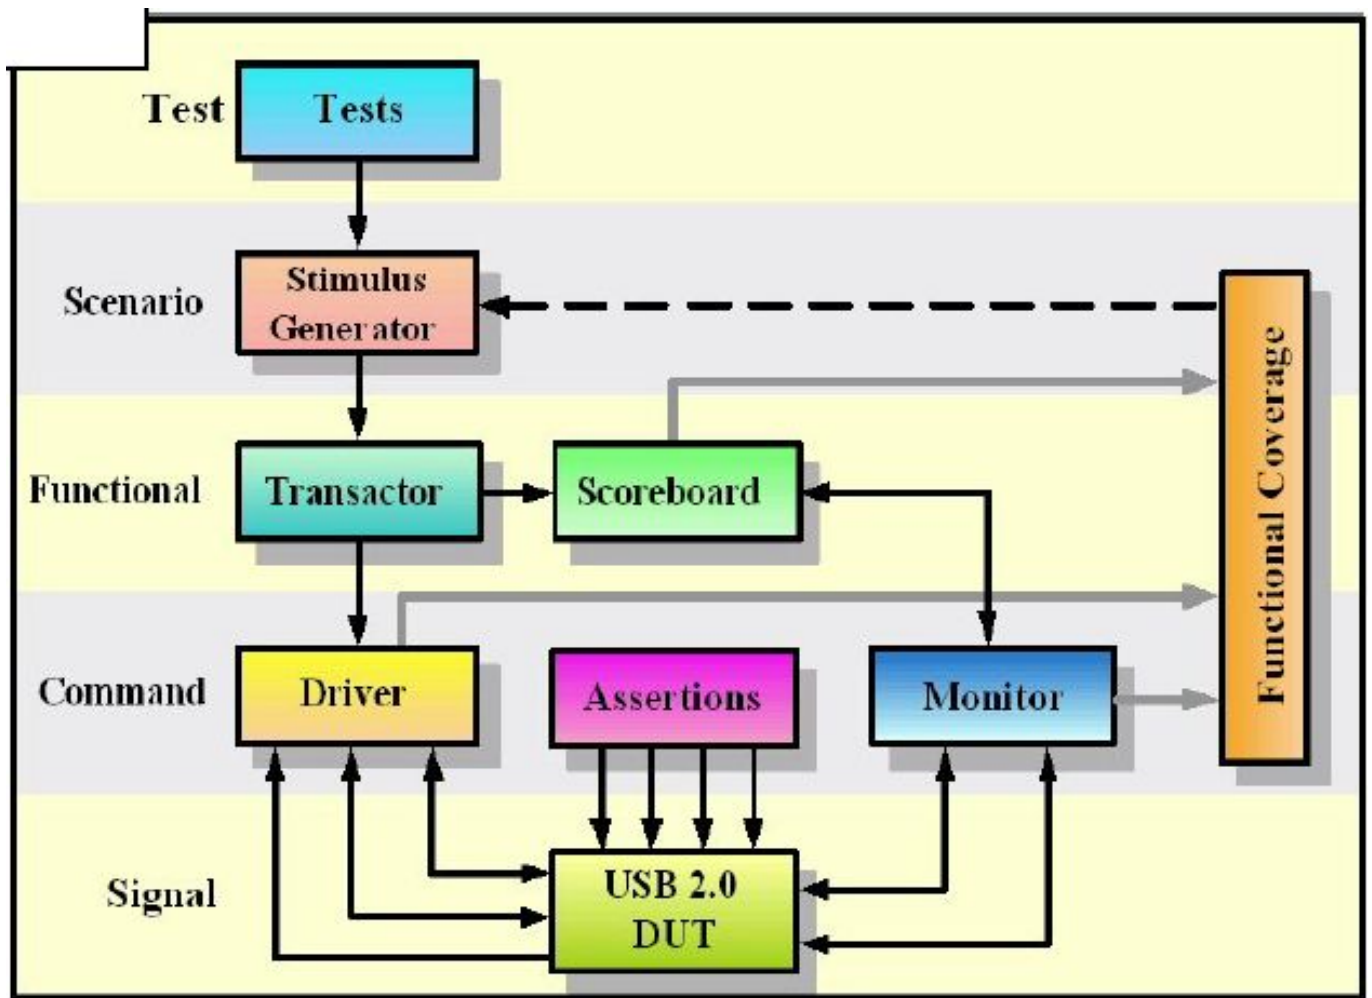 Test
Tests
Scenario
Stimulus
Generator
Functional
Transactor
Scoreboard
Functional Coverage
Command
Driver
Assertions
Monitor
Signal
USB 2.0
DUT